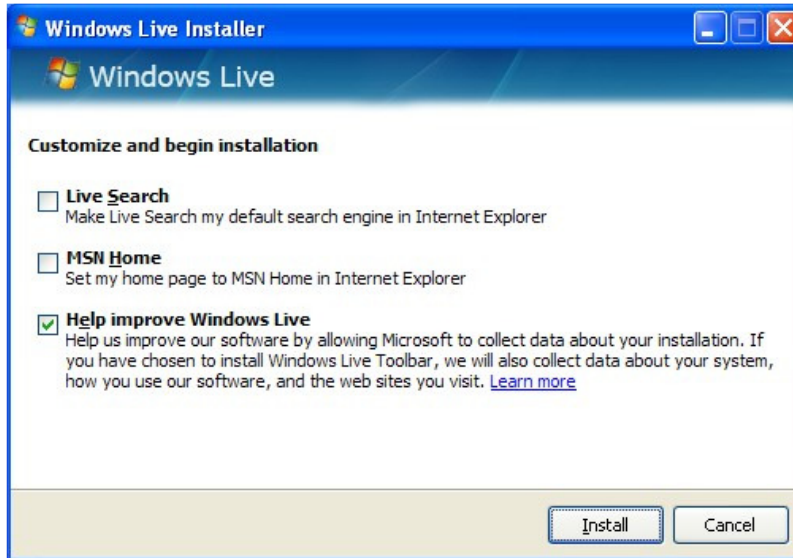 Windows Live Installer
Windows Live
Customize and begin installation
Live Search
Make Live Search my default search engine in Internet Explorer
MSN Home
Set my home page to MSN Home in Internet Explorer
Help improve Windows Live
Help us improve our software by allowing Microsoft to collect data about your installation. If
you have chosen to install Windows Live Toolbar, we will also collect data about your system,
how you use our software, and the web sites you visit. Learn more
Install Cancel